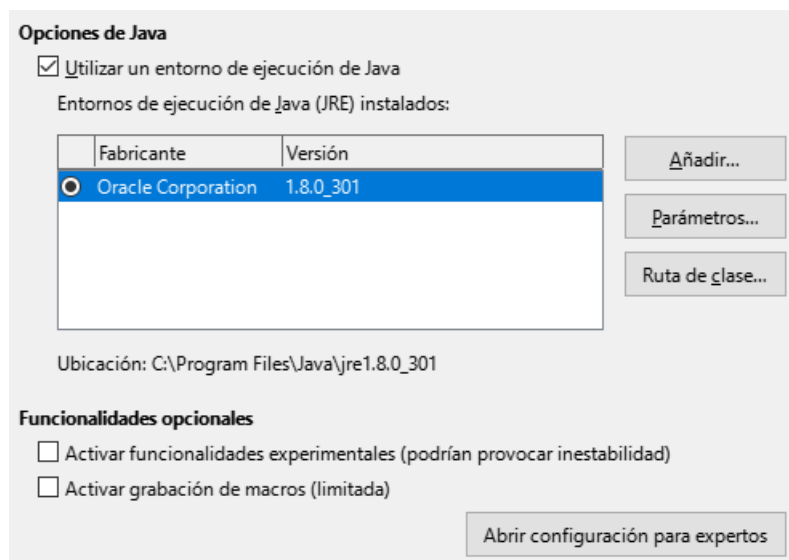 Opciones de Java
Utilizar un entorno de ejecución de Java
Entornos de ejecución de Java (JRE) instalados:
Fabricante Versión
Oracle Corporation 1.8.0_301
Añadir...
Parámetros...
Ruta de clase...
Ubicación: C:\Program Files\Java\jre1.8.0_301
Funcionalidades opcionales
Activar funcionalidades experimentales (podrían provocar inestabilidad)
Activar grabación de macros (limitada)
Abrir configuración para expertos